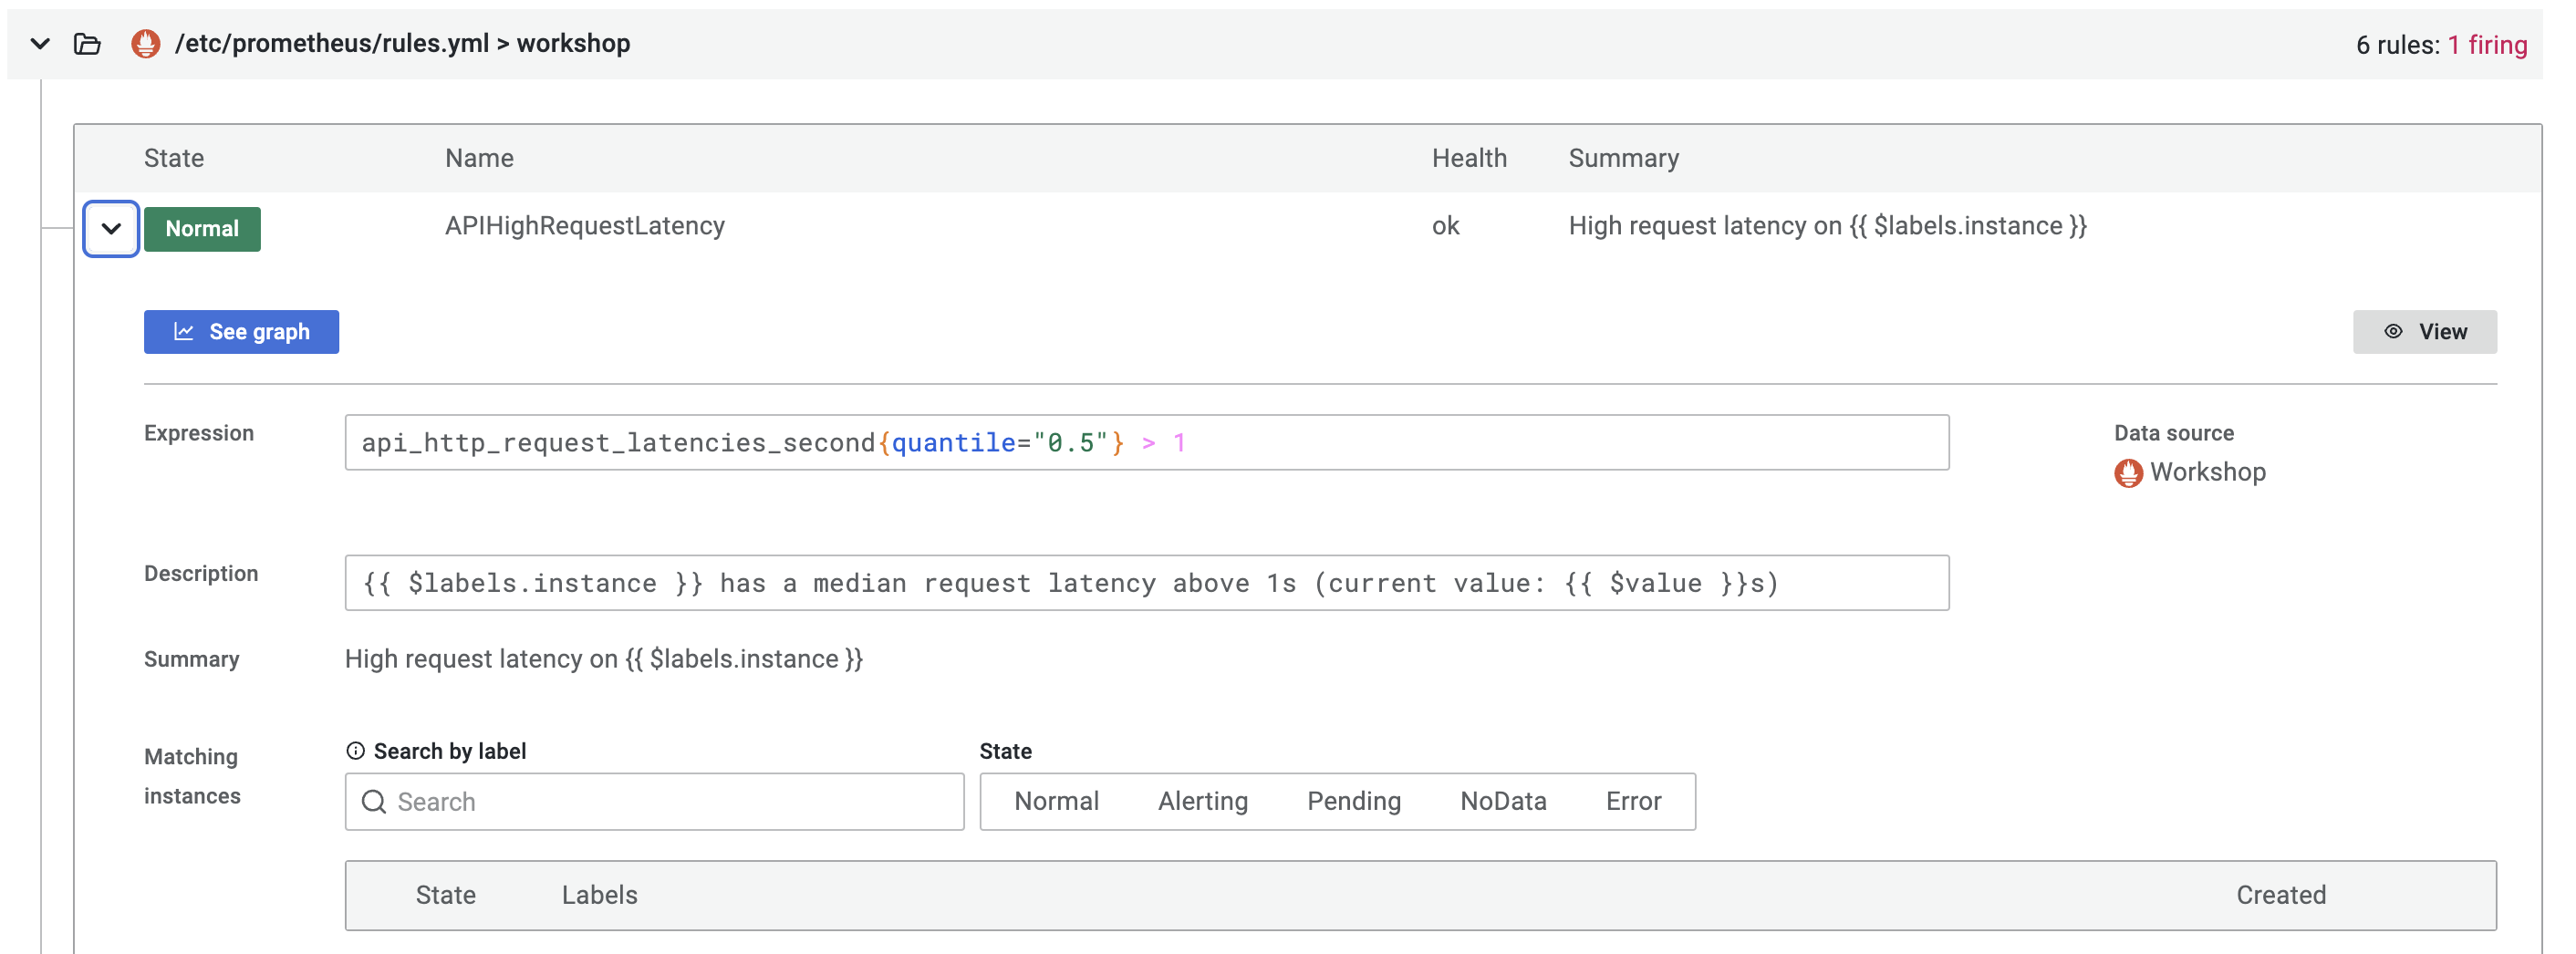 /etc/prometheus/rules.yml > workshop
6 rules: 1 firing
State Name Health Summary
Normal APIHighRequestLatency ok High request latency on {{ $labels.instance }}
See graph View
Expression api_http_request_latencies_second{quantile="0.5"} > 1
Data source
Workshop
Description {{ $labels.instance }} has a median request latency above 1s (current value: {{ $value }}s)
Summary High request latency on {{ $labels.instance }}
Matching
instances
Search by label State
Search Normal Alerting Pending NoData Error
State Labels Created